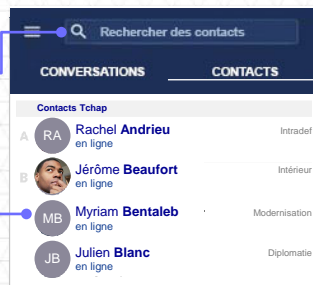 Rechercher des contacts
CONVERSATIONS CONTACTS
Contacts Tchap
A RA Rachel Andrieu Intradef
en ligne
B Jérôme Beaufort Intérieur
en ligne
MB Myriam Bentaleb Modernisation
en ligne
JB Julien Blanc Diplomatie
en ligne